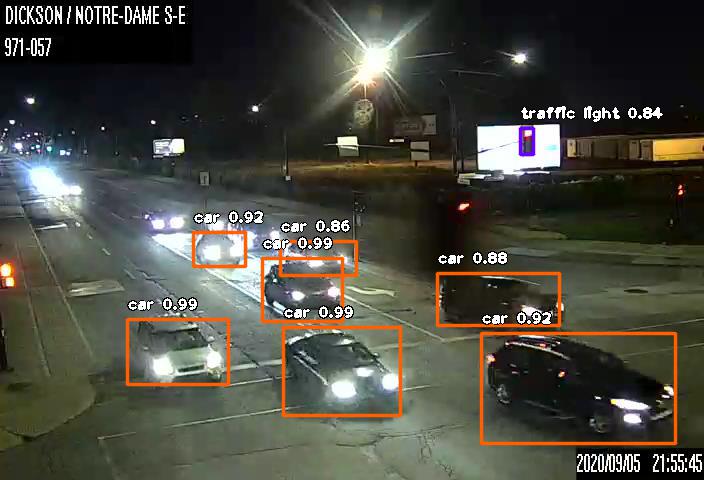 DICKSON / NOTRE-DAME S-E
971-057
traffic light 0.84
car 0.92
car 0.86
car 0.99
car 0.88
car 0.99
car 0.99
car 0.92
2020/09/05 21:55:45